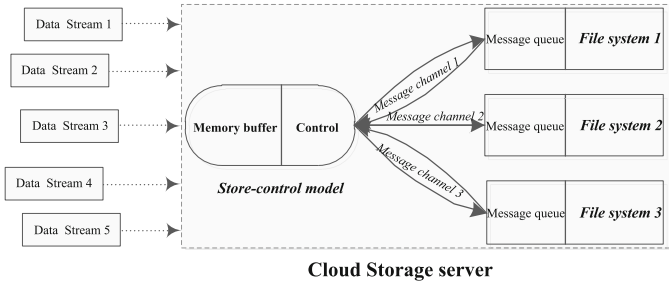 Data Stream 1
Data Stream 2
Data Stream 3
Data Stream 4
Data Stream 5
Memory buffer
Control
Store-control model
Message channel 1
Message channel 2
Message channel 3
Message queue
File system 1
Message queue
File system 2
Message queue
File system 3
Cloud Storage server